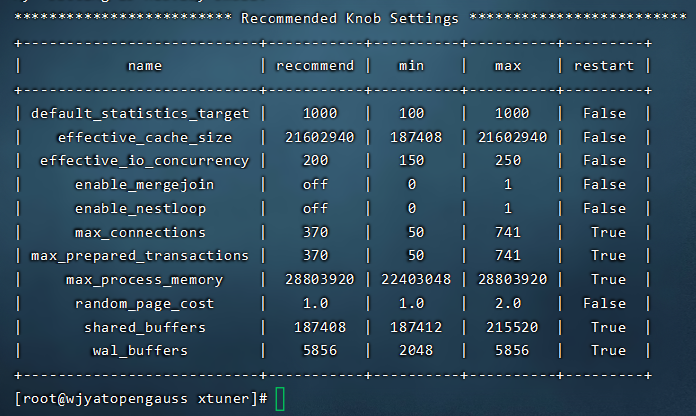 ************************* Recommended Knob Settings *************************
+---------------------------+-----------+----------+----------+---------+
| name | recommend | min | max | restart |
+---------------------------+-----------+----------+----------+---------+
| default_statistics_target | 1000 | 100 | 1000 | False |
| effective_cache_size | 21602940 | 187408 | 21602940 | False |
| effective_io_concurrency | 200 | 150 | 250 | False |
| enable_mergejoin | off | 0 | 1 | False |
| enable_nestloop | off | 0 | 1 | False |
| max_connections | 370 | 50 | 741 | True |
| max_prepared_transactions | 370 | 50 | 741 | True |
| max_process_memory | 28803920 | 22403048 | 28803920 | True |
| random_page_cost | 1.0 | 1.0 | 2.0 | False |
| shared_buffers | 187408 | 187412 | 215520 | True |
| wal_buffers | 5856 | 2048 | 5856 | True |
+---------------------------+-----------+----------+----------+---------+
[root@wjyatopengauss xtuner]#